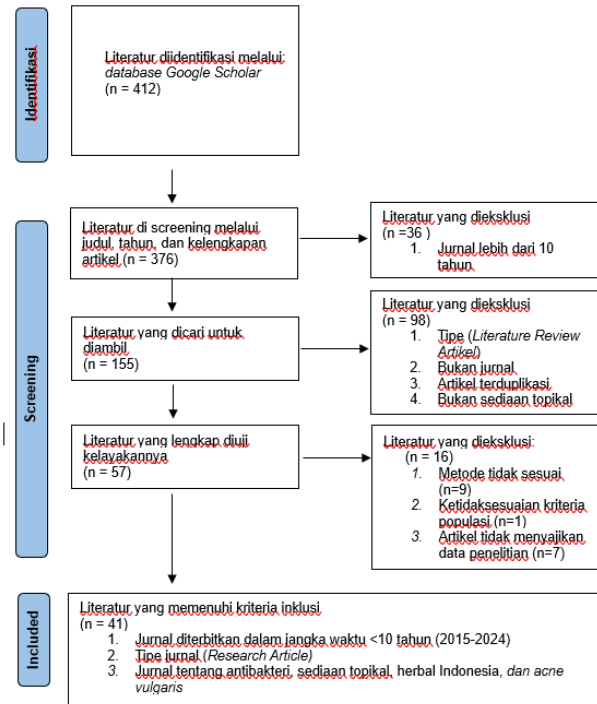 Identifikasi
Literatur diidentifikasi melalui:
database Google Scholar
(n = 412)
Screening
Literatur di screening melalui
judul, tahun, dan kelengkapan
artikel (n = 376)
Literatur yang dieksklusi
(n =36 )
1. Jurnal lebih dari 10
tahun
Literatur yang dicari untuk
diambil
(n = 155)
Literatur yang dieksklusi
(n = 98)
1. Tipe (Literature Review
Artikel)
2. Bukan jurnal
3. Artikel terduplikasi
4. Bukan sediaan topikal
Literatur yang lengkap diuji
kelayakannya
(n = 57)
Literatur yang dieksklusi:
(n = 16)
1. Metode tidak sesuai
(n=9)
2. Ketidaksesuaian kriteria
populasi (n=1)
3. Artikel tidak menyajikan
data penelitian (n=7)
Included
Literatur yang memenuhi kriteria inklusi
(n = 41)
1. Jurnal diterbitkan dalam jangka waktu <10 tahun (2015-2024)
2. Tipe jurnal (Research Article)
3. Jurnal tentang antibakteri, sediaan topikal, herbal Indonesia, dan acne
vulgaris